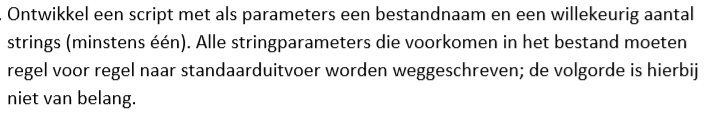 . Ontwikkel een script met als parameters een bestandnaam en een willekeurig aantal
strings (minstens één). Alle stringparameters die voorkomen in het bestand moeten
regel voor regel naar standaarduitvoer worden weggeschreven; de volgorde is hierbij
niet van belang.